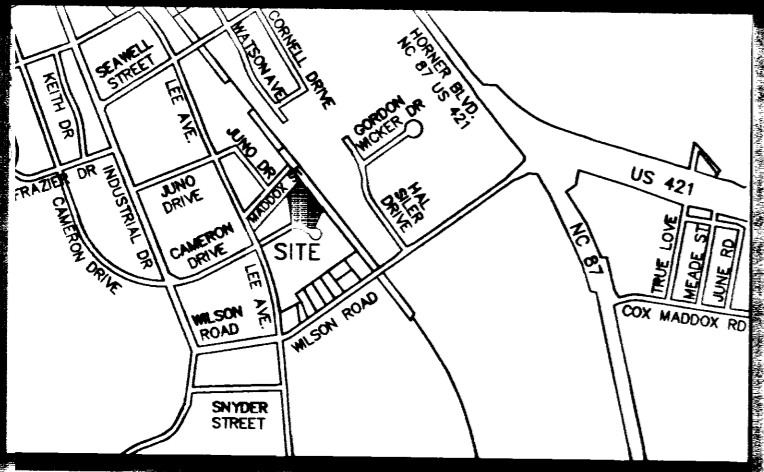 CORNELL DRIVE
WATSON AVE
HORNER BLVD.
NC 87 US 421
SEAWELL
STREET
KEITH DR
LEE AVE.
GORDON
WICKER DR
JUNO DR
US 421
FRAZIER DR
INDUSTRIAL DR
JUNO
DRIVE
MADDOX
HAL
SILER
DRIVE
CAMERON DRIVE
CAMERON
DRIVE
SITE
NC 87
TRUE LOVE
MEADE ST
JUNE RD
LEE AVE.
WILSON
ROAD
WILSON ROAD
COX MADDOX RD
SNYDER
STREET